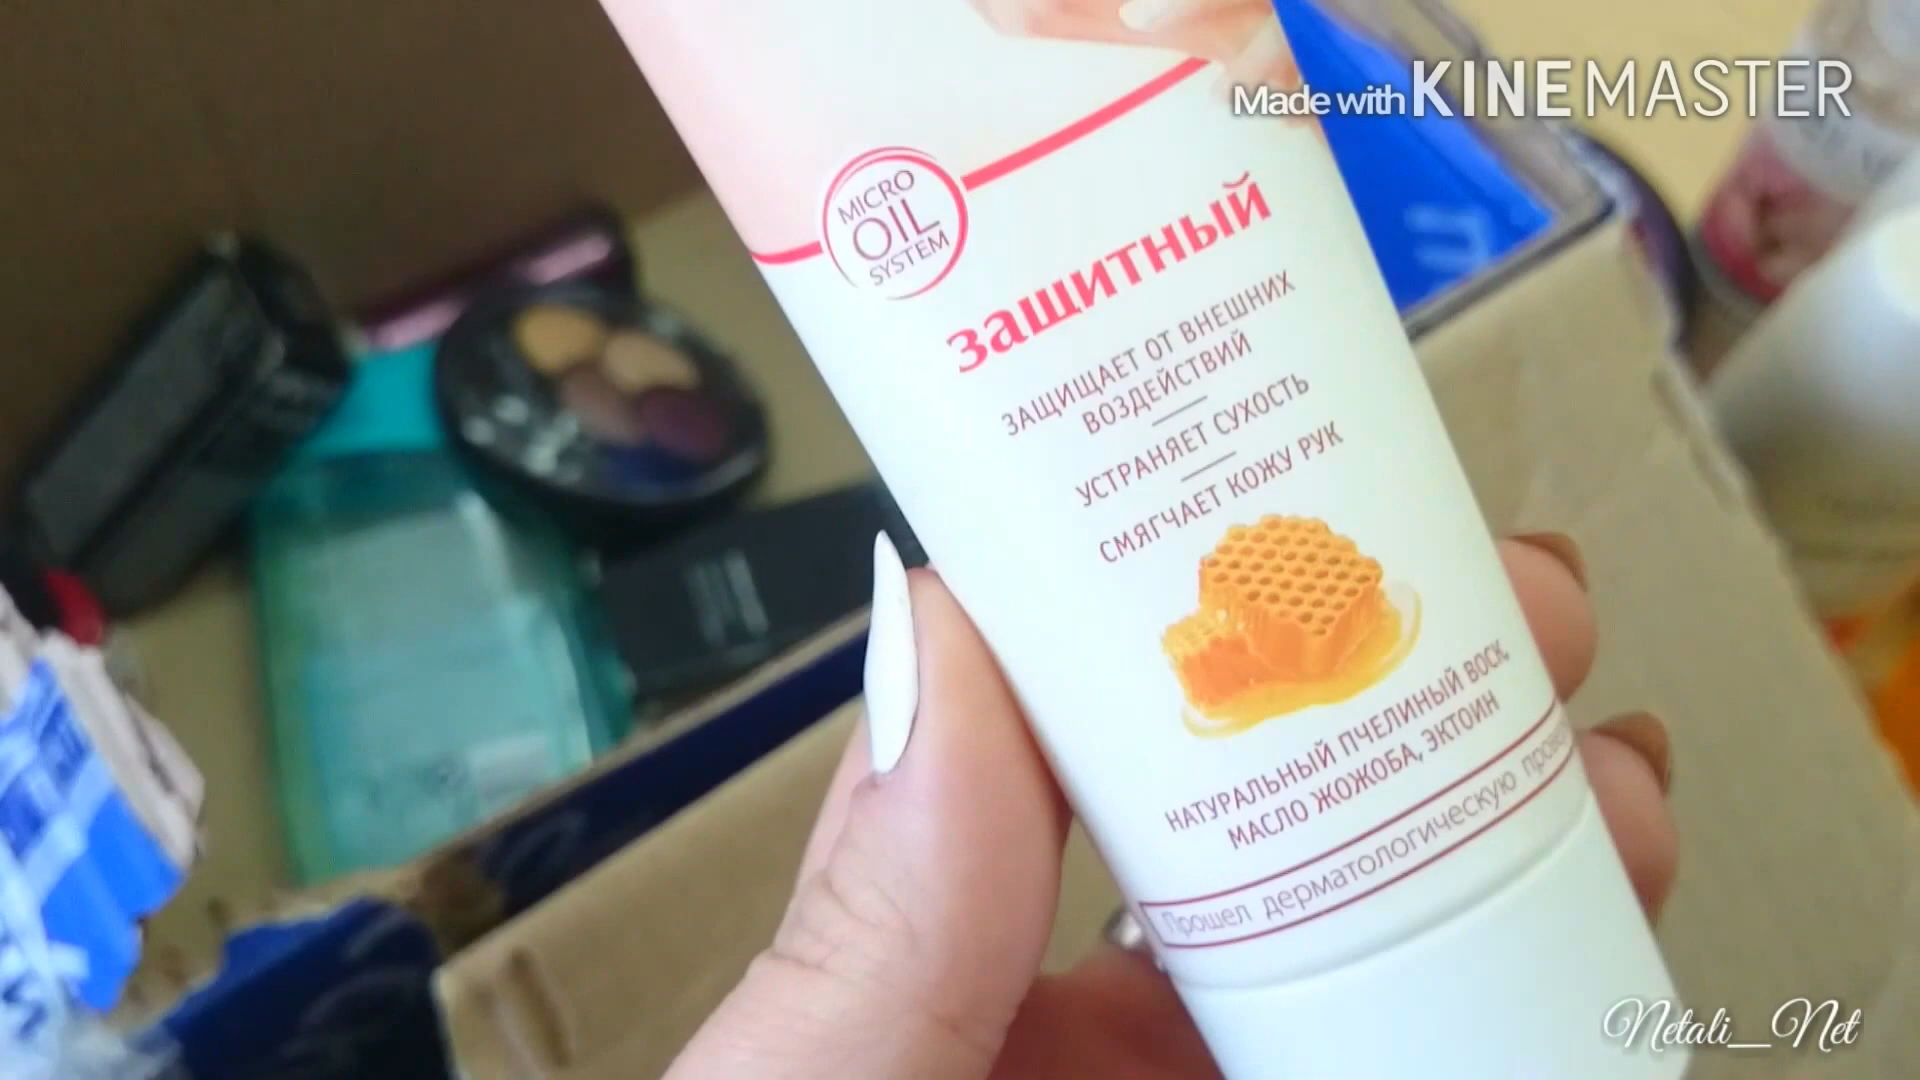 Made with KINEMASTER
MICRO
OIL
SYSTEM
защитный
ЗАЩИЩАЕТ ОТ ВНЕШНИХ
ВОЗДЕЙСТВИЙ
УСТРАНЯЕТ СУХОСТЬ
СМЯГЧАЕТ КОЖУ РУК
НАТУРАЛЬНЫЙ ПЧЕЛИНЫЙ ВОСК,
МАСЛО ЖОЖОБА, ЭКТОИН
Прошел дерматологическую
Netali__Net